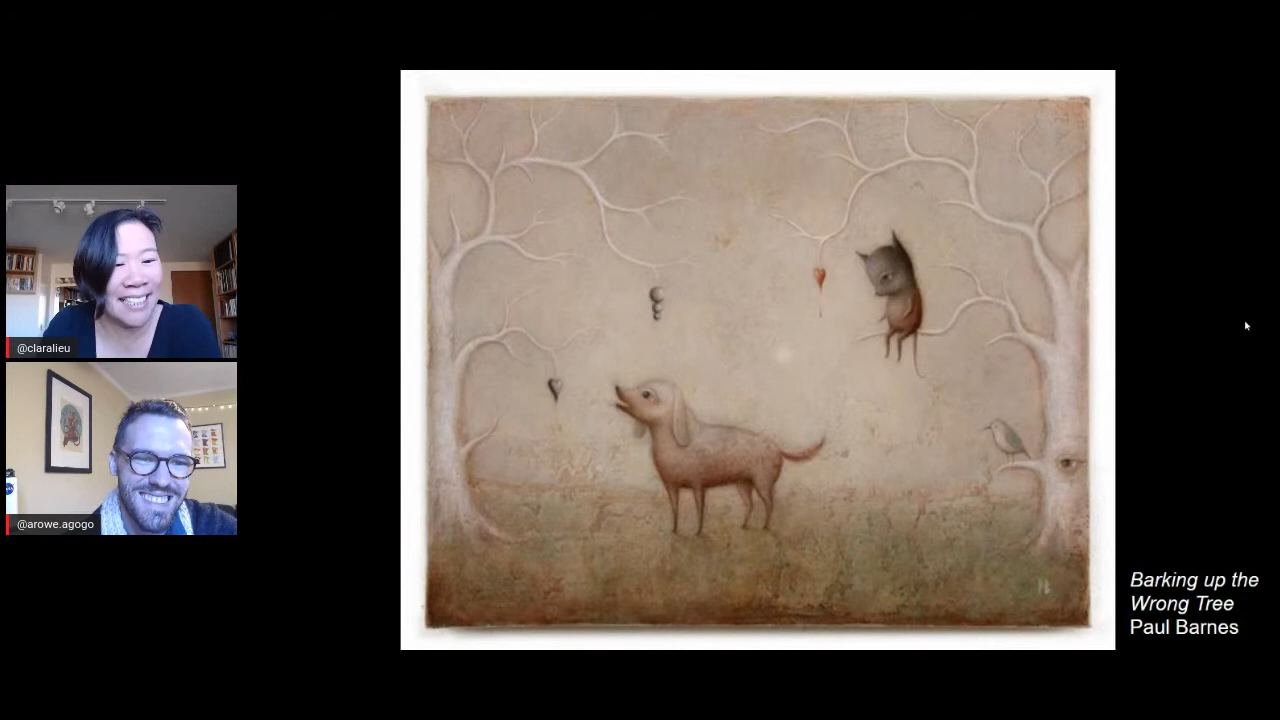 @claralieu
@arowe.agogo
Barking up the
Wrong Tree
Paul Barnes